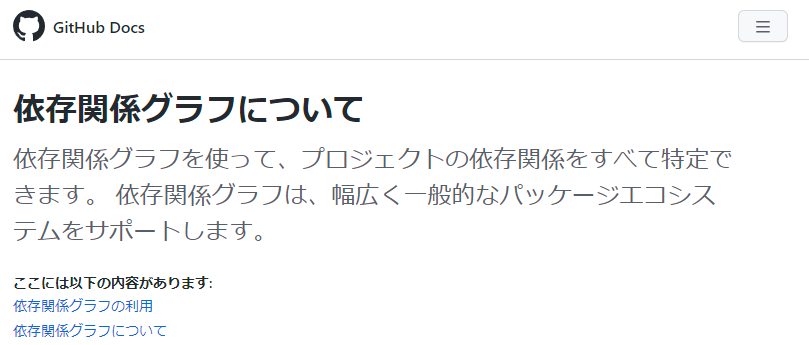 GitHub Docs
依存関係グラフについて
依存関係グラフを使って、プロジェクトの依存関係をすべて特定で
きます。 依存関係グラフは、幅広く一般的なパッケージエコシス
テムをサポートします。
ここには以下の内容があります:
依存関係グラフの利用
依存関係グラフについて